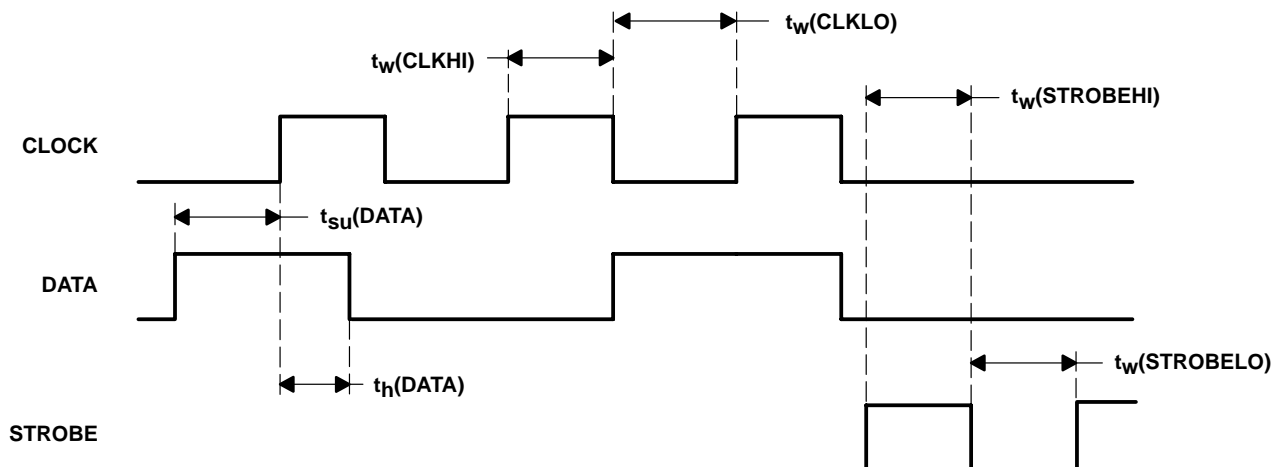 tw(CLKLO)
tw(CLKHI)
tw(STROBEHI)
CLOCK
tsu(DATA)
DATA
tw(STROBELO)
th(DATA)
STROBE